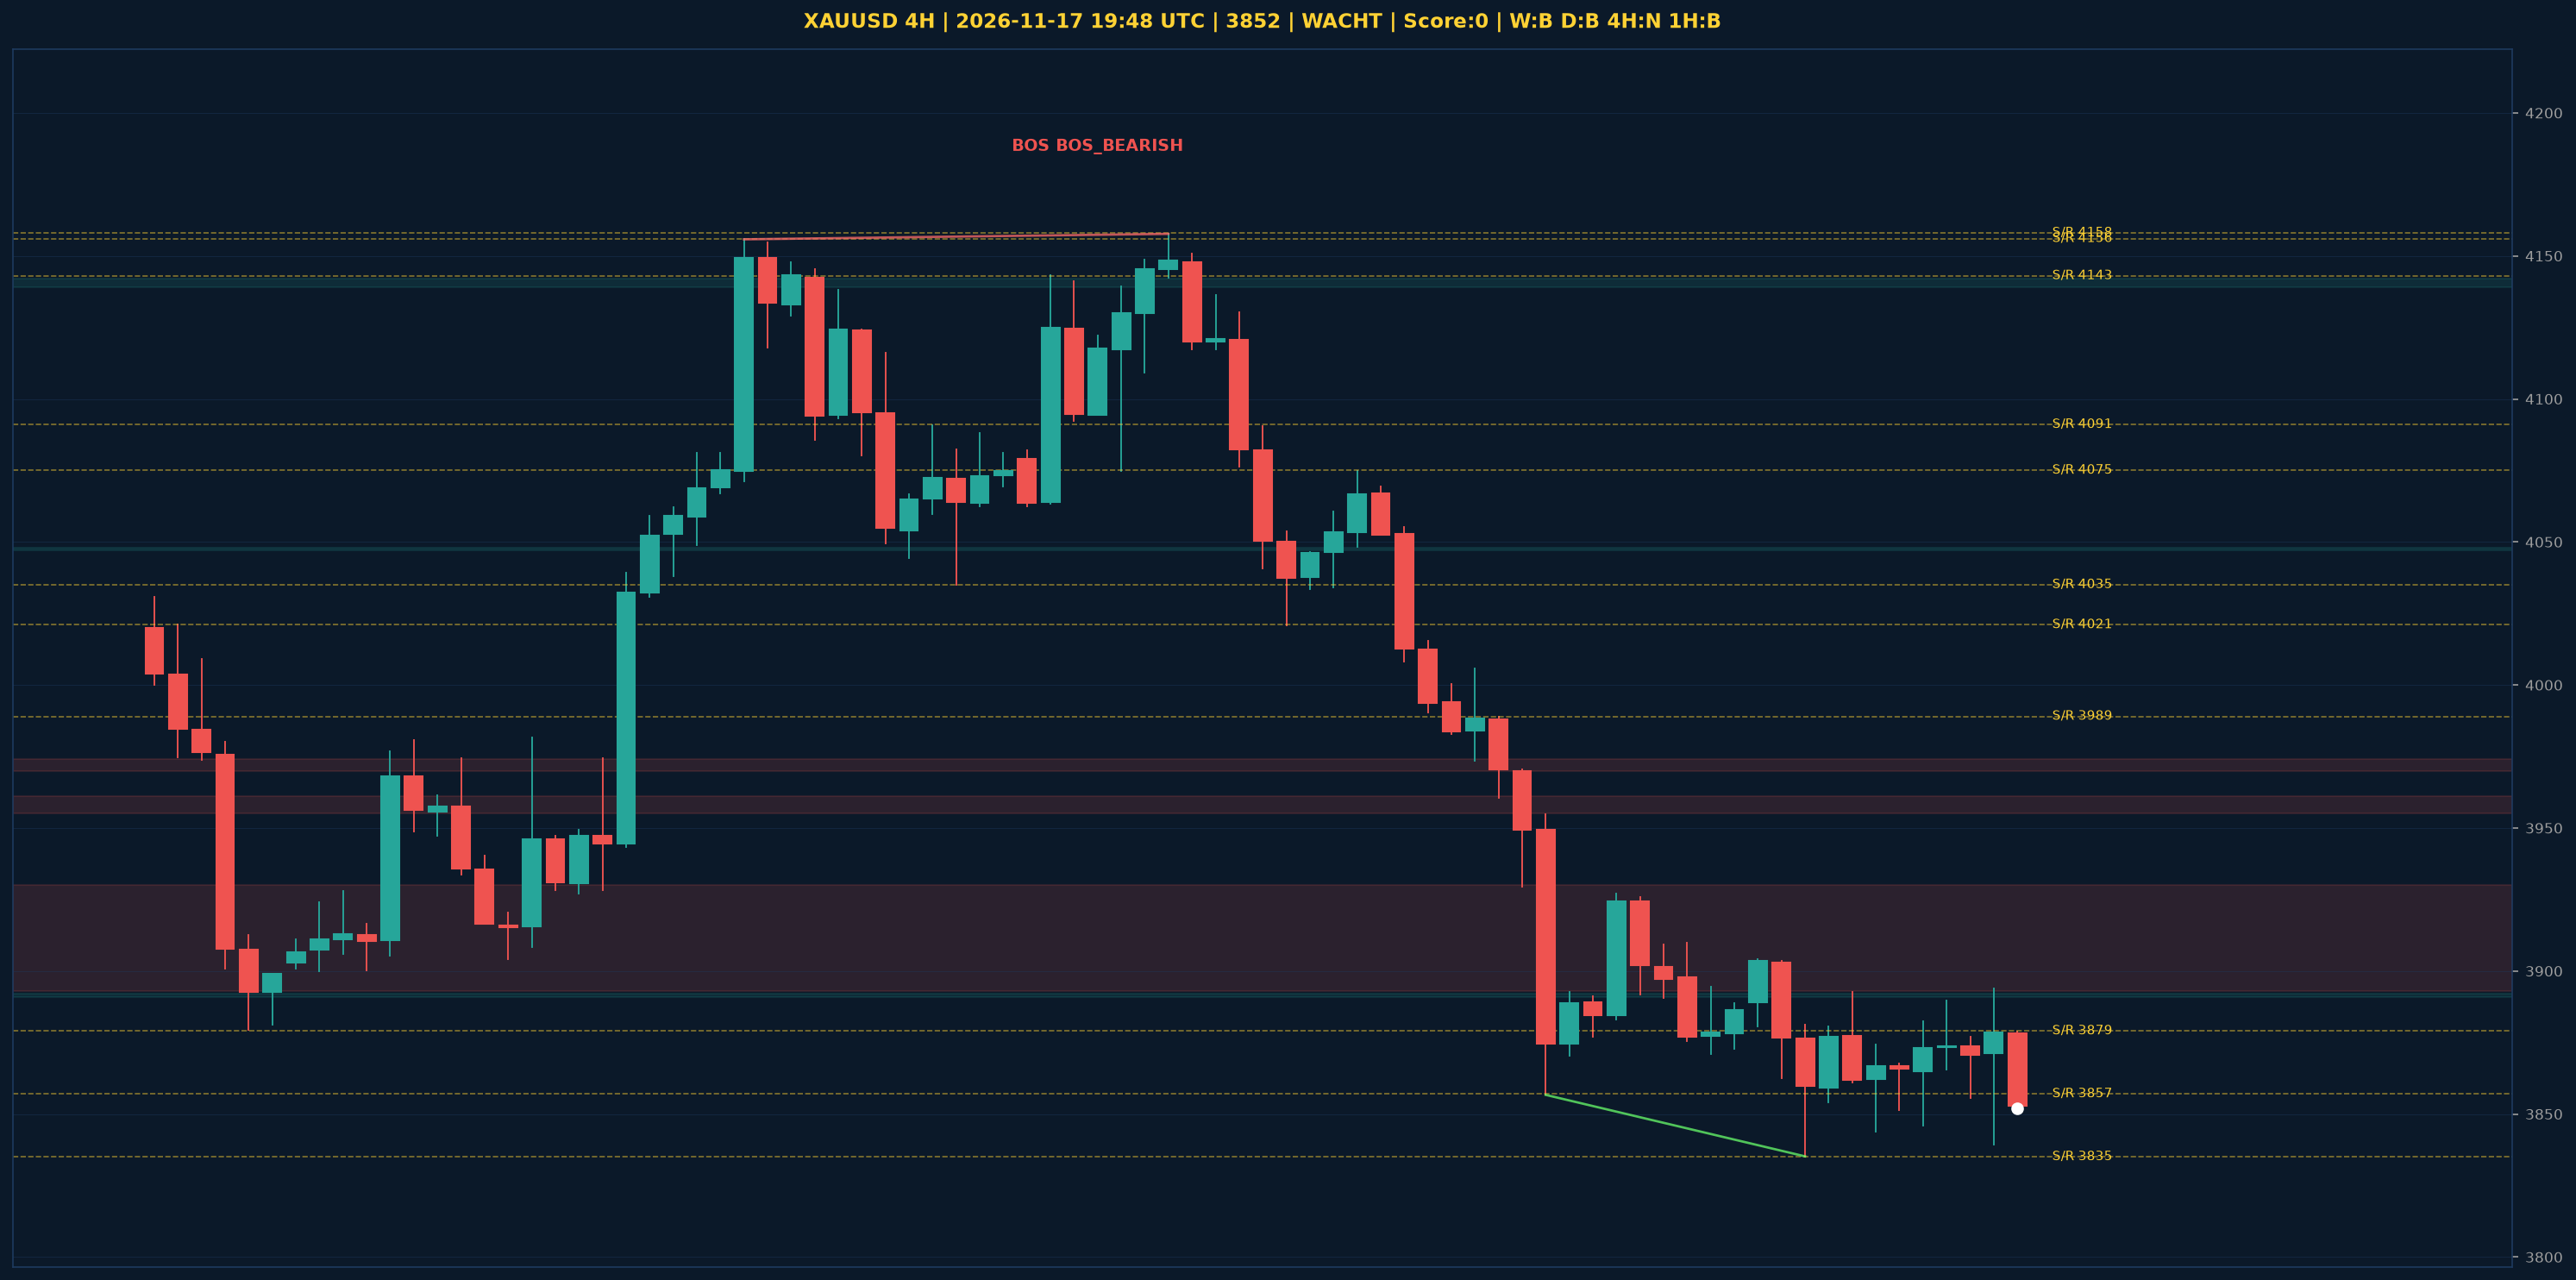 XAUUSD 4H | 2026-11-17 19:48 UTC | 3852 | WACHT | Score:0 | W:B D:B 4H:N 1H:B
4200
BOS BOS_BEARISH
S/R 4158
S/R 4156
4150
S/R 4143
4100
S/R 4091
S/R 4075
4050
S/R 4035
S/R 4021
4000
S/R 3989
3950
3900
S/R 3879
S/R 3857
3850
S/R 3835
3800